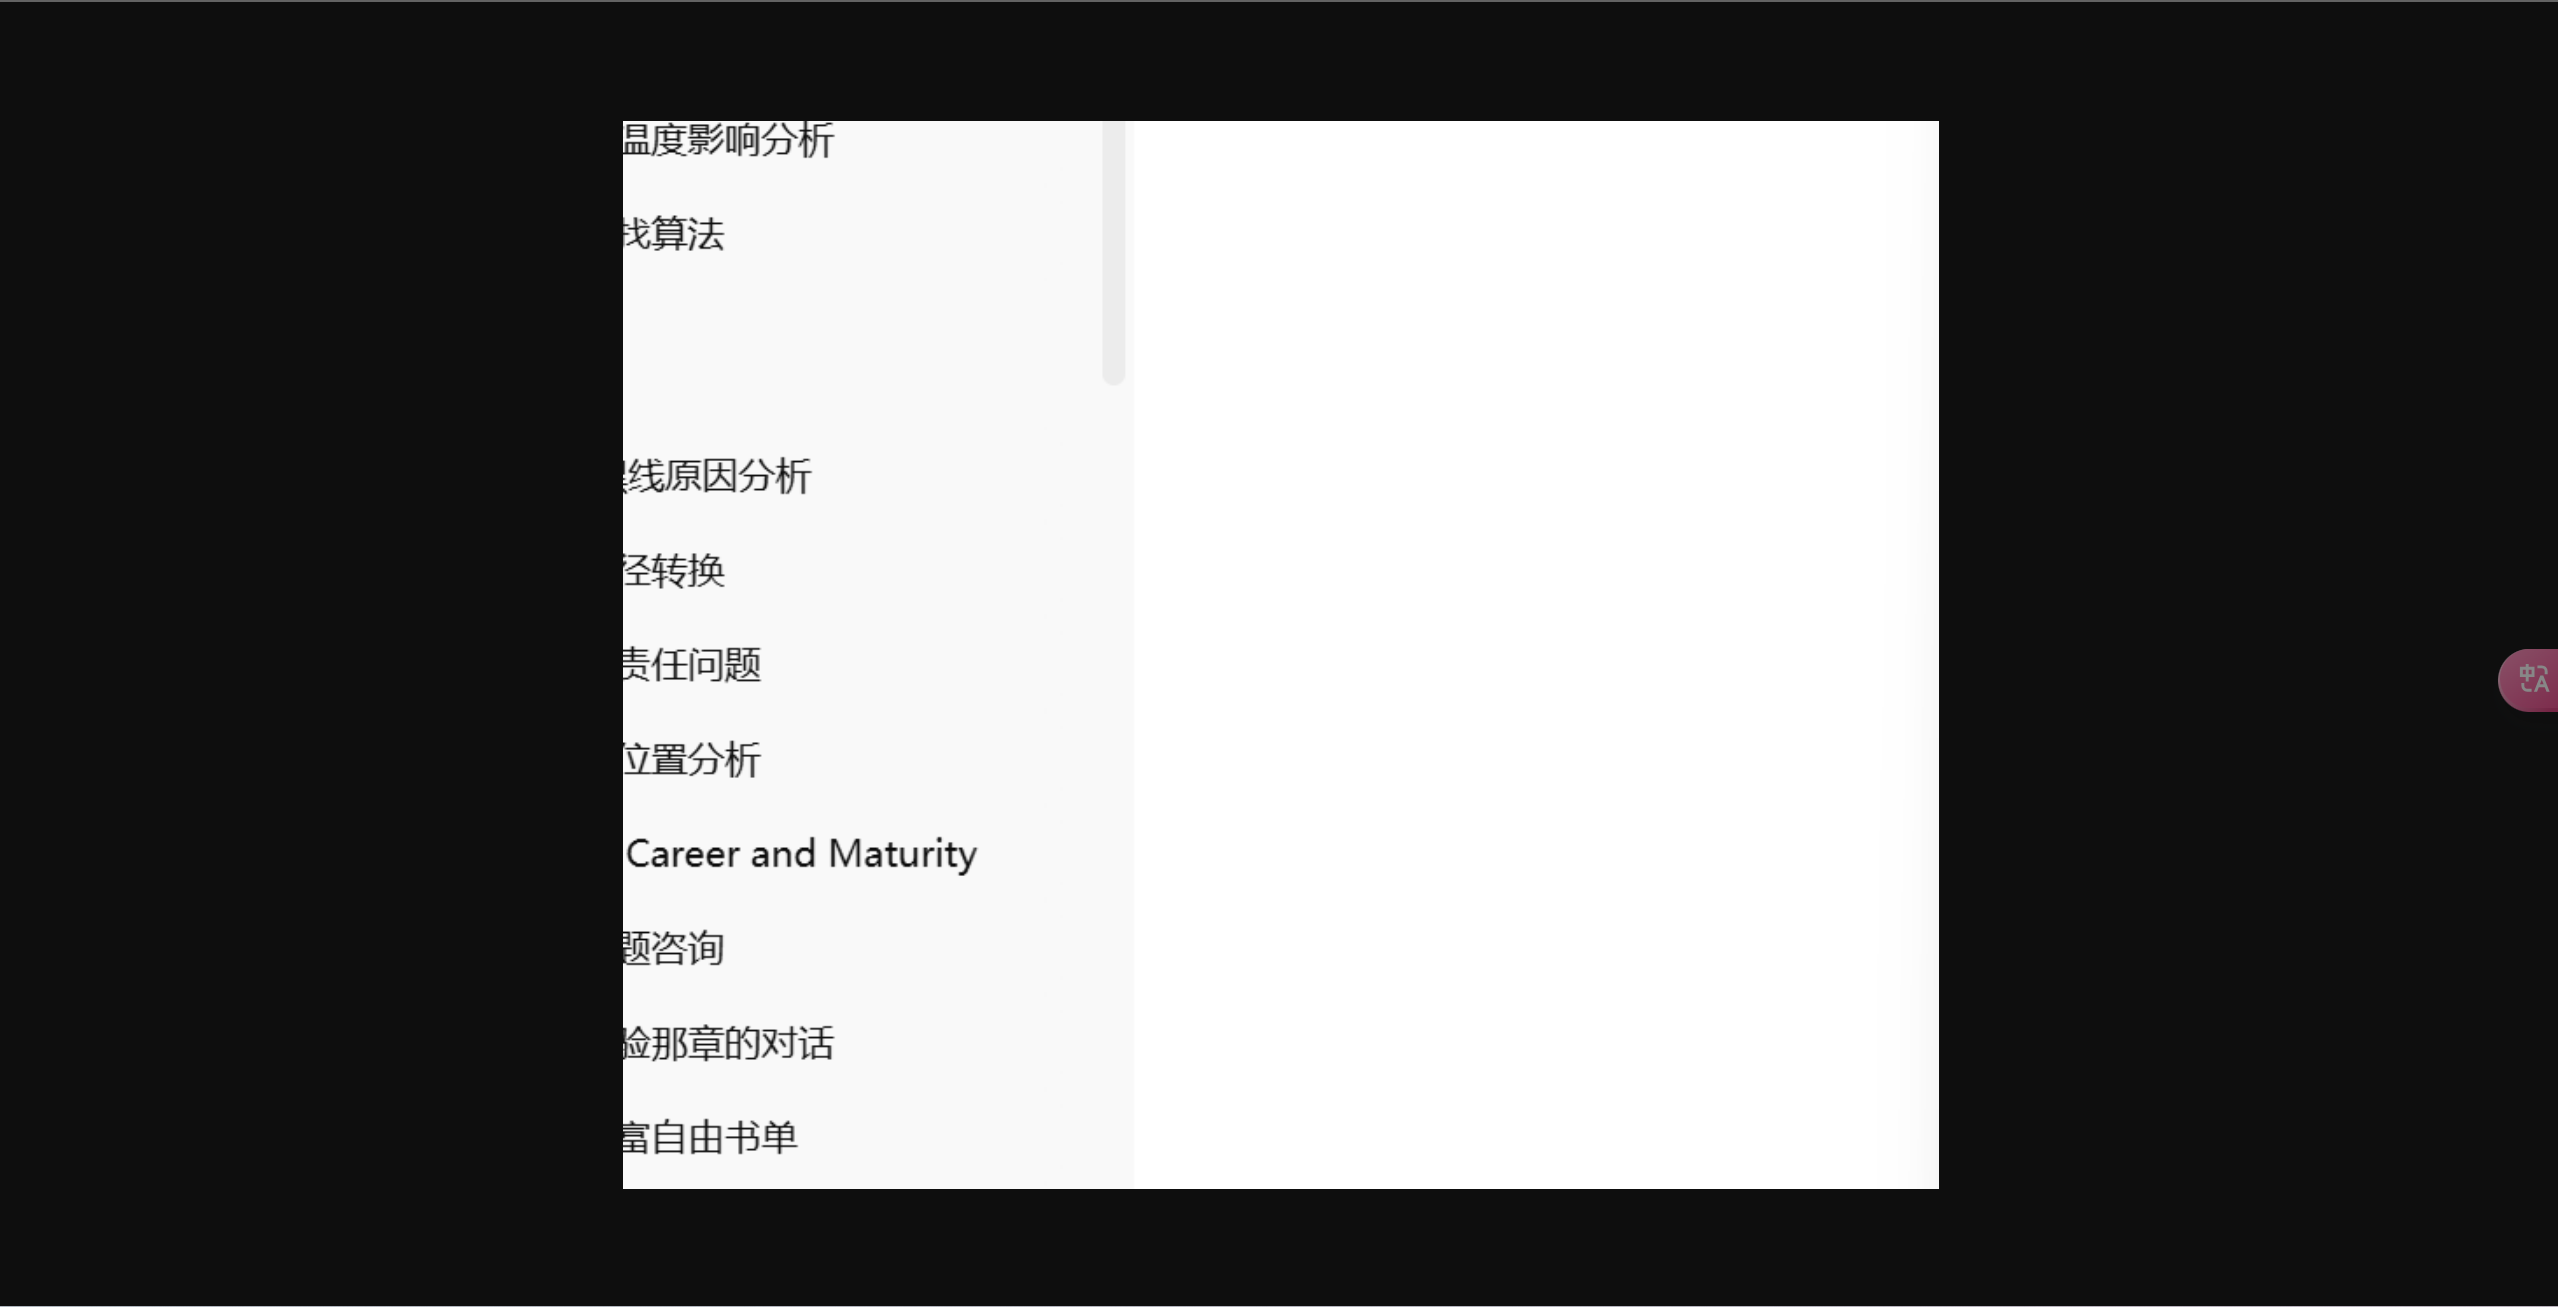 温度影响分析
找算法
线原因分析
径转换
责任问题
位置分析
Career and Maturity
题咨询
验那章的对话
富自由书单